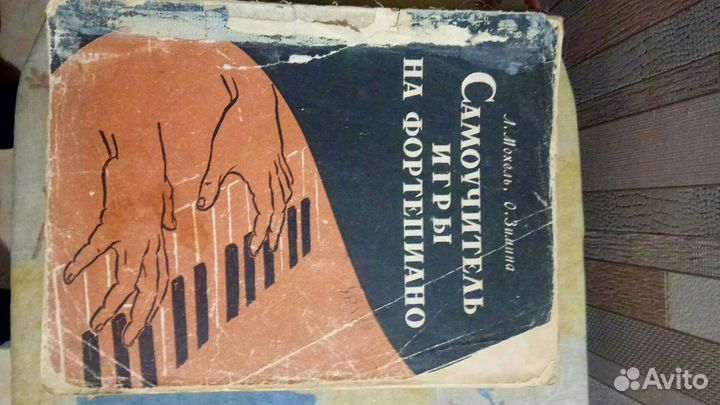 Л. Мохель, О. Зимина
САМОУЧИТЕЛЬ
ИГРЫ
НА ФОРТЕПИАНО
Avito